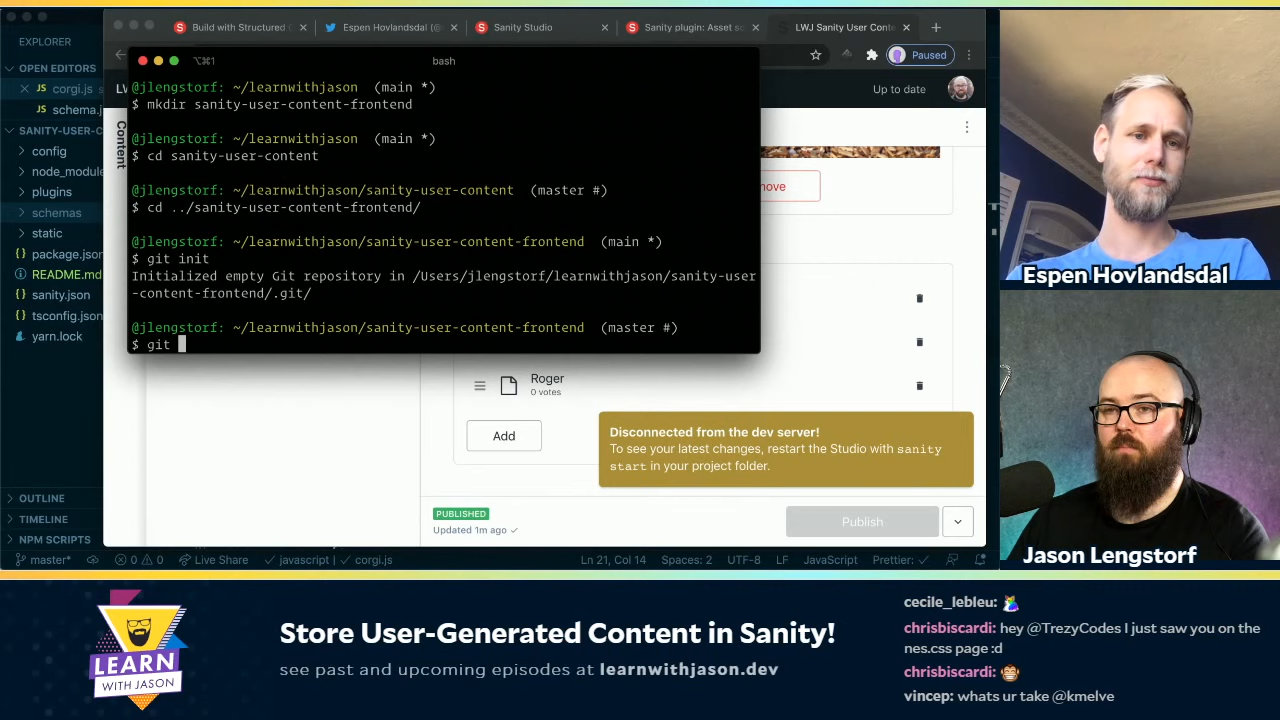 Build with Structured C
Espen Hovlandsdal (@
Sanity Studio
Sanity plugin: Asset so
LWJ Sanity User Conte
Paused
EXPLORER
OPEN EDITORS
corgi.js
schema.j
SANITY-USER-C
config
node_module
plugins
schemas
static
package.json
README.md
sanity.json
tsconfig.json
yarn.lock
OUTLINE
TIMELINE
NPM SCRIPTS
⌥⌘1
bash
@jlengstorf: ~/learnwithjason (main *)
$ mkdir sanity-user-content-frontend
@jlengstorf: ~/learnwithjason (main *)
$ cd sanity-user-content
@jlengstorf: ~/learnwithjason/sanity-user-content (master #)
$ cd ../sanity-user-content-frontend/
@jlengstorf: ~/learnwithjason/sanity-user-content-frontend (main *)
$ git init
Initialized empty Git repository in /Users/jlengstorf/learnwithjason/sanity-user
-content-frontend/.git/
@jlengstorf: ~/learnwithjason/sanity-user-content-frontend (master #)
$ git
LW
Up to date
Content
Roger
0 votes
Add
Disconnected from the dev server!
To see your latest changes, restart the Studio with sanity
start in your project folder.
PUBLISHED
Updated 1m ago ✓
Publish
master*
0
0
Live Share
javascript | ✓ corgi.js
Ln 21, Col 14
Spaces: 2
UTF-8
LF
JavaScript
Prettier: ✓
Espen Hovlandsdal
Jason Lengstorf
LEARN
WITH JASON
Store User-Generated Content in Sanity!
see past and upcoming episodes at learnwithjason.dev
cecile_lebleu:
chrisbiscardi: hey @TrezyCodes I just saw you on the
nes.css page :d
chrisbiscardi:
vincep: whats ur take @kmelve